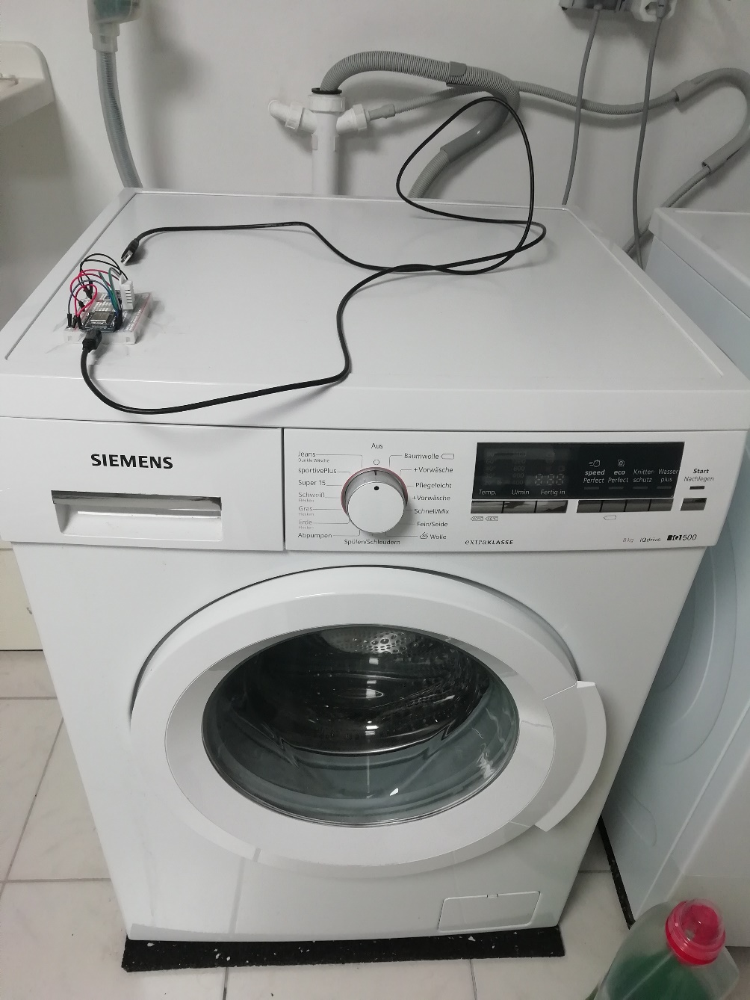 SIEMENS
Aus
Jeans
Dunkle Wäsche
sportivePlus
Super 15
Schweiß
Flecken
Gras
Flecken
Erde
Flecken
Abpumpen
Spülen/Schleudern
Baumwolle
+Vorwäsche
Pflegeleicht
+Vorwäsche
Schnell/Mix
Fein/Seide
Wolle
Temp.
U/min
Fertig in
speed
Perfect
eco
Perfect
Knitter-
schutz
Wasser
plus
Start
Nachlegen
extraKLASSE
8 kg
iQdrive
iQ500